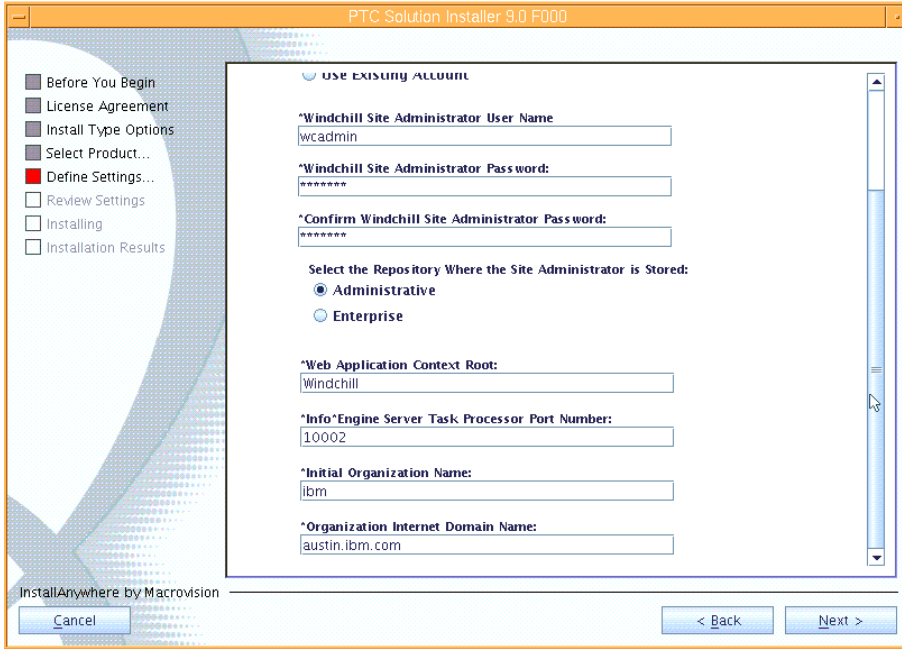 PTC Solution Installer 9.0 F000
Before You Begin
License Agreement
Install Type Options
Select Product...
Define Settings...
Review Settings
Installing
Installation Results
Use Existing Account
*Windchill Site Administrator User Name
wcadmin
*Windchill Site Administrator Password:
*******
*Confirm Windchill Site Administrator Password:
*******
Select the Repository Where the Site Administrator is Stored:
Administrative
Enterprise
*Web Application Context Root:
Windchill
*Info*Engine Server Task Processor Port Number:
10002
*Initial Organization Name:
ibm
*Organization Internet Domain Name:
austin.ibm.com
InstallAnywhere by Macrovision
Cancel
< Back
Next >